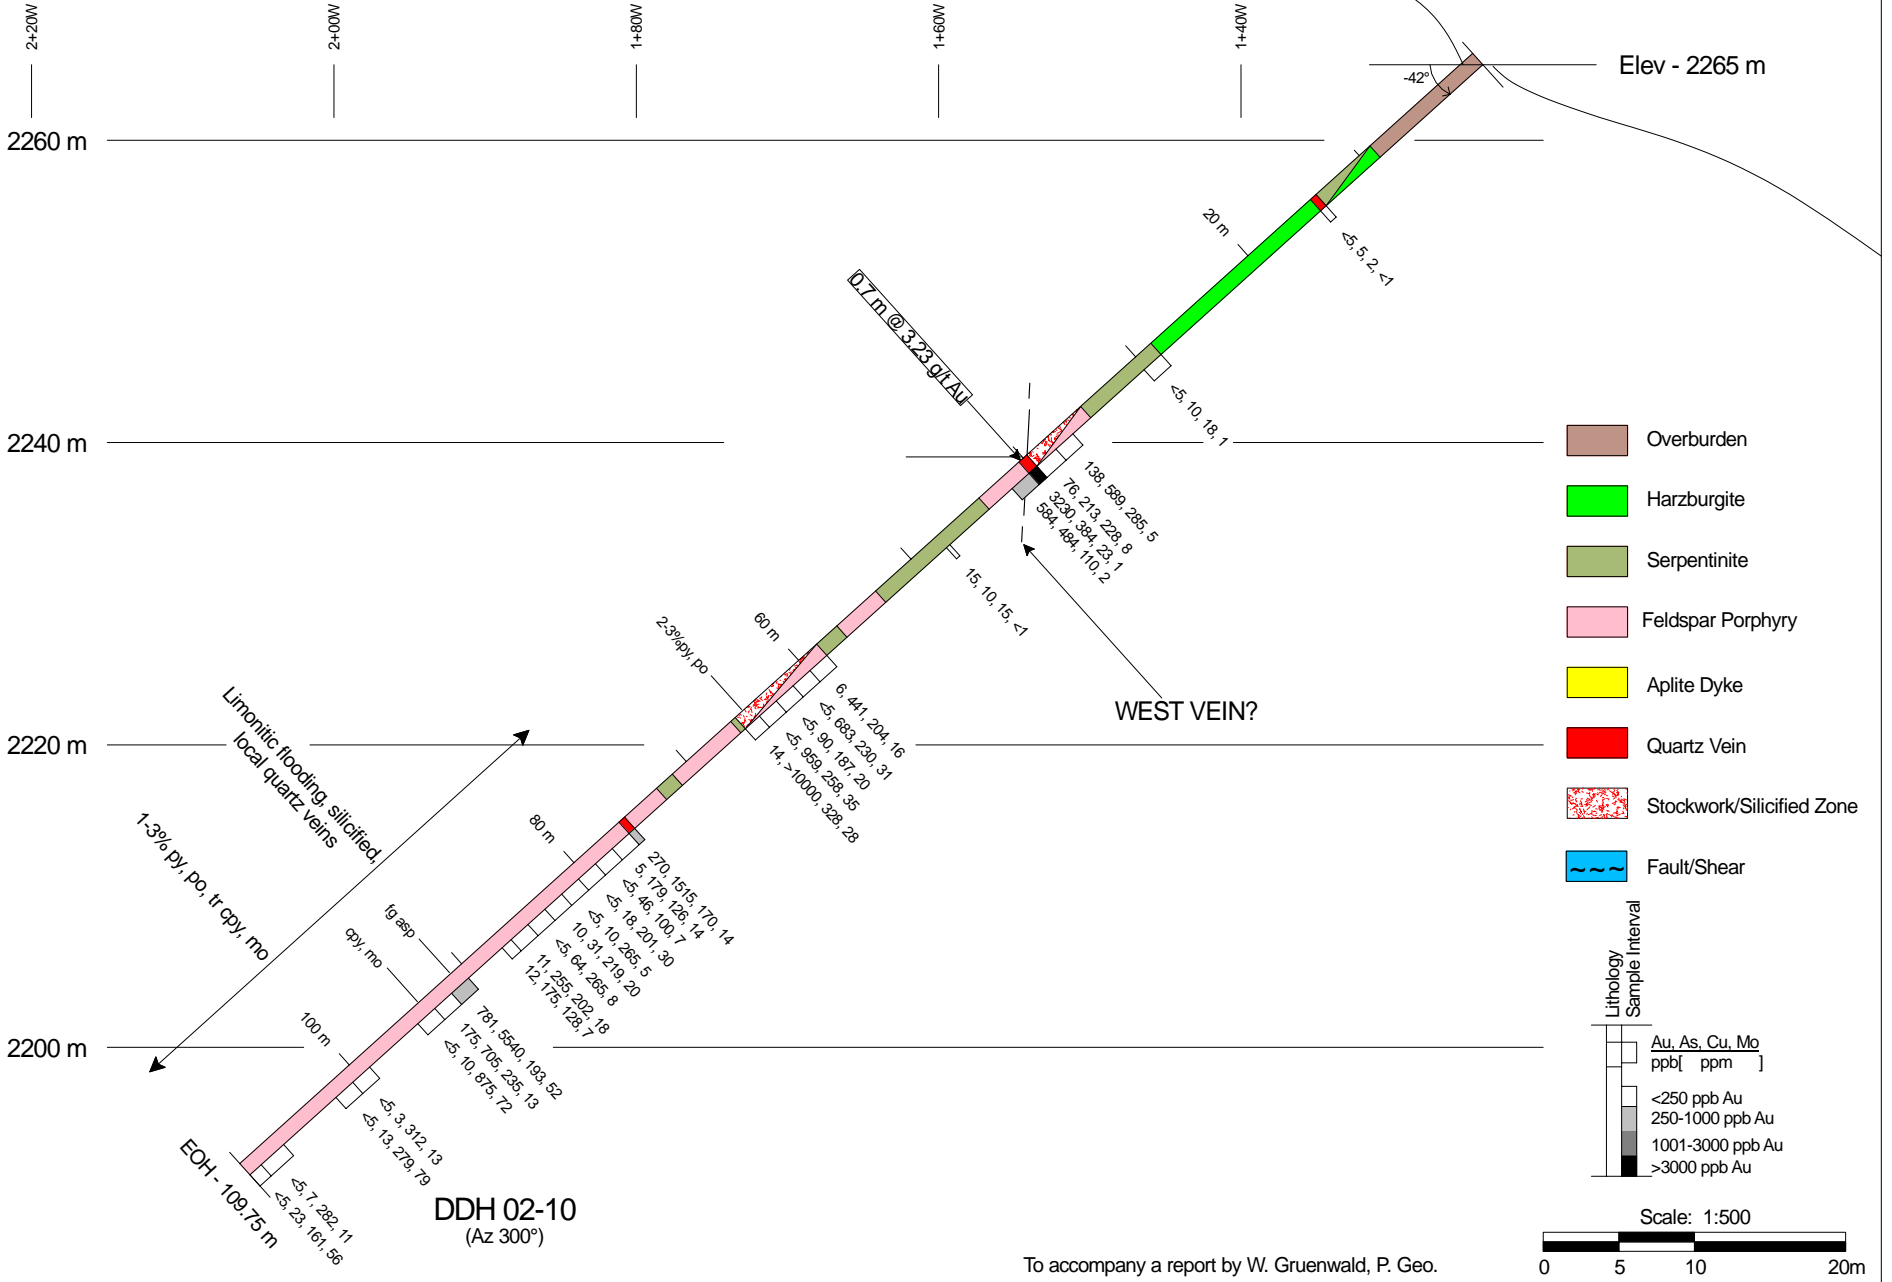 2+20W
2+00W
1+80W
1+60W
1+40W
Elev - 2265 m
-42°
2260 m
20 m
<5, 5, 2, <1
0.7 m @ 3.23 g/t Au
<5, 10, 18, 1
2240 m
138, 589, 285, 5
76, 213, 228, 8
3230, 384, 23, 1
584, 484, 110, 2
15, 10, 15, <1
WEST VEIN?
60 m
2-3%py, po
6, 441, 204, 16
<5, 683, 230, 31
<5, 90, 187, 20
<5, 959, 258, 35
14, >10000, 328, 28
2220 m
Limonitic flooding, silicified,
local quartz veins
1-3% py, po, tr cpy, mo
80 m
270, 1515, 170, 14
5, 179, 126, 14
<5, 46, 100, 7
<5, 18, 201, 30
<5, 10, 265, 5
10, 31, 219, 20
<5, 64, 265, 8
11, 255, 202, 18
12, 175, 128, 7
fg asp
cpy, mo
781, 5540, 193, 52
175, 705, 235, 13
<5, 10, 875, 72
2200 m
100 m
<5, 3, 312, 13
<5, 13, 279, 79
<5, 7, 282, 11
<5, 23, 161, 56
EOH - 109.75 m
DDH 02-10
(Az 300°)
Overburden
Harzburgite
Serpentinite
Feldspar Porphyry
Aplite Dyke
Quartz Vein
Stockwork/Silicified Zone
~ ~ ~ Fault/Shear
Lithology
Sample Interval
Au, As, Cu, Mo
ppb[ ppm ]
<250 ppb Au
250-1000 ppb Au
1001-3000 ppb Au
>3000 ppb Au
Scale: 1:500
0 5 10 20m
To accompany a report by W. Gruenwald, P. Geo.